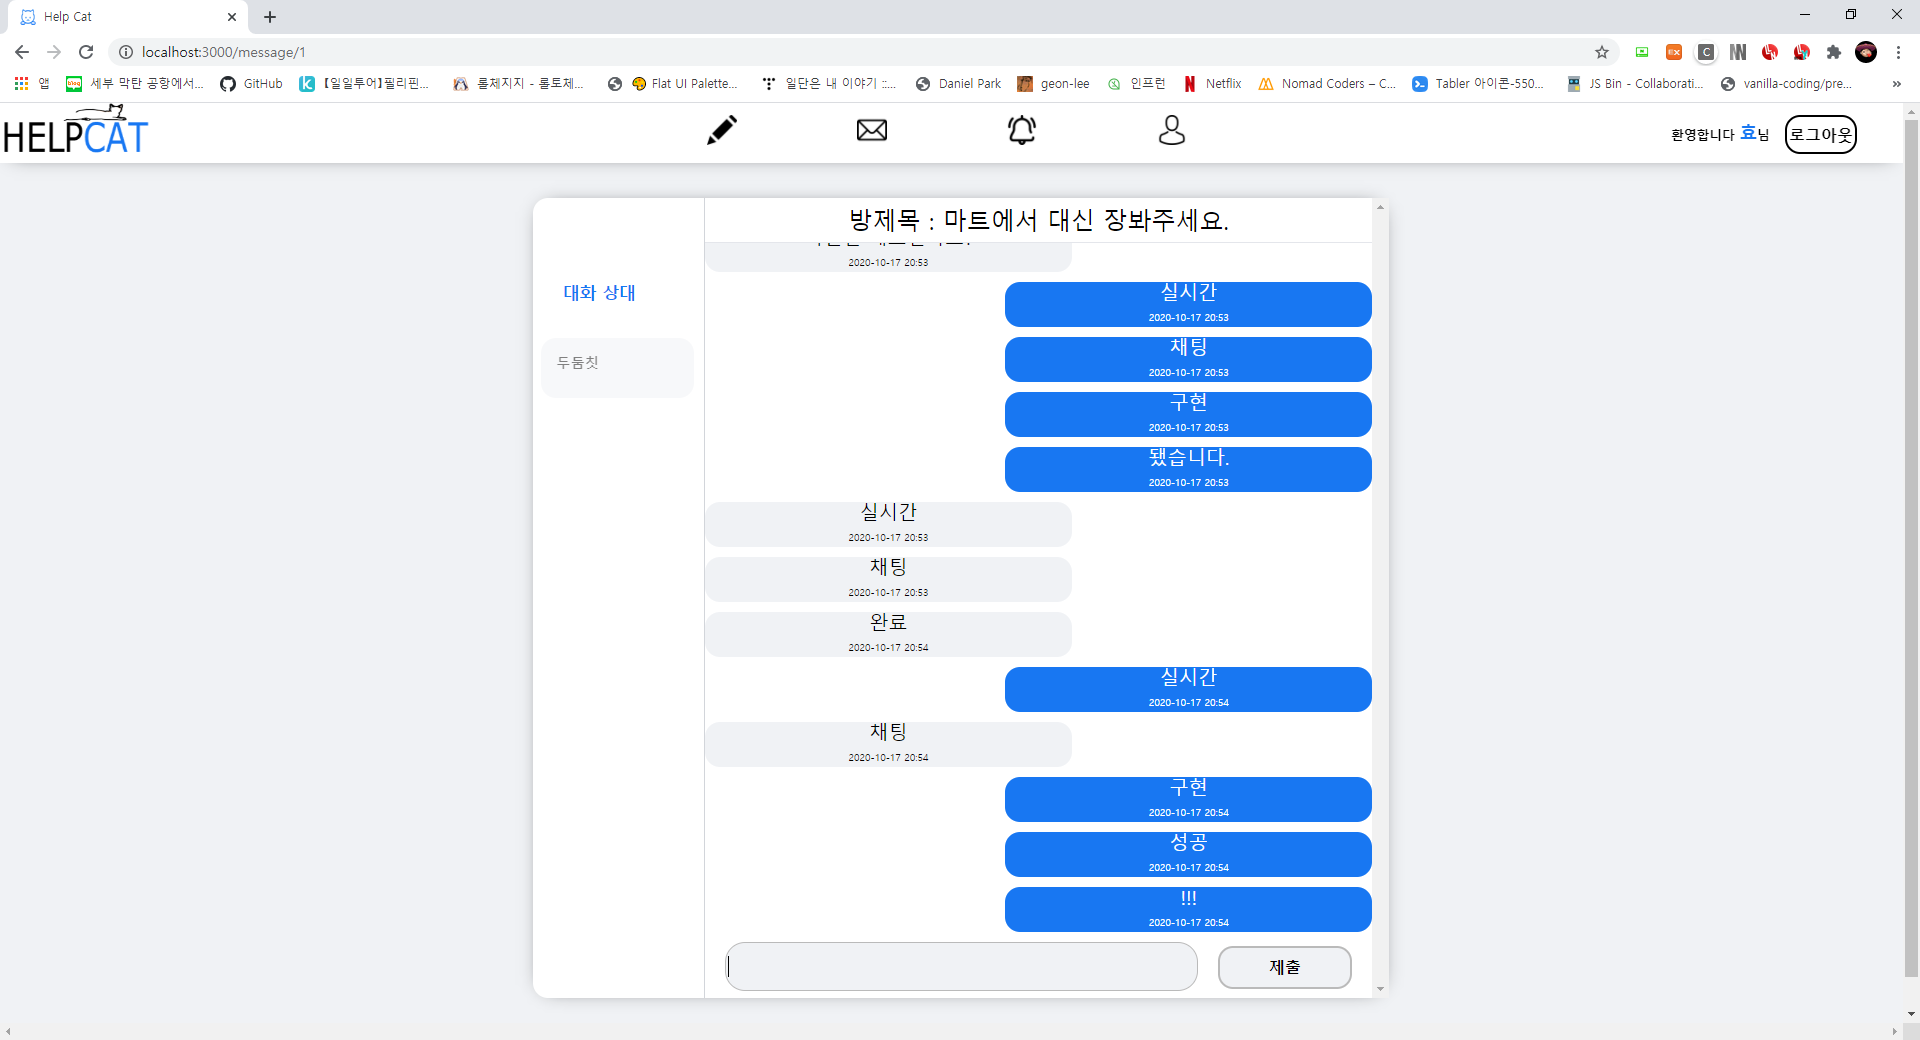 Help Cat
localhost:3000/message/1
앱
blog
세부 막탄 공항에서...
GitHub
【일일투어】필리핀...
롤체지지 - 롤토체...
Flat UI Palette...
일단은 내 이야기 ::...
Daniel Park
geon-lee
인프런
Netflix
Nomad Coders – C...
Tabler 아이콘-550...
JS Bin - Collaborati...
vanilla-coding/pre...
HELPCAT
환영합니다 효님
로그아웃
방제목 : 마트에서 대신 장봐주세요.
대화 상대
두둠칫
2020-10-17 20:53
실시간
2020-10-17 20:53
채팅
2020-10-17 20:53
구현
2020-10-17 20:53
됐습니다.
2020-10-17 20:53
실시간
2020-10-17 20:53
채팅
2020-10-17 20:53
완료
2020-10-17 20:54
실시간
2020-10-17 20:54
채팅
2020-10-17 20:54
구현
2020-10-17 20:54
성공
2020-10-17 20:54
!!!
2020-10-17 20:54
제출